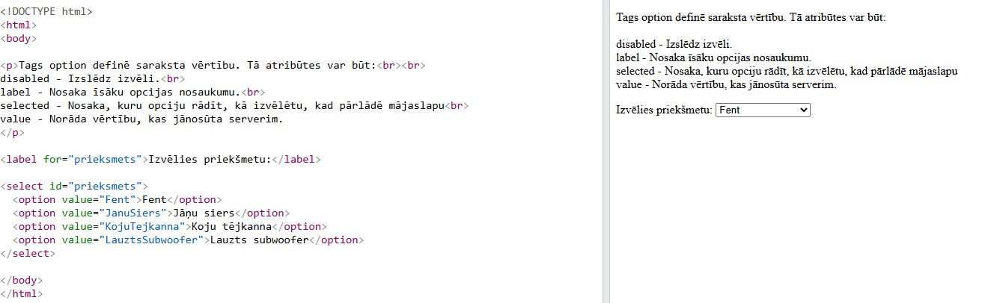 <!DOCTYPE html>
<html>
<body>
<p>Tags option definē saraksta vērtību. Tā atribūtes var būt:<br><br>
disabled - Izslēdz izvēli.<br>
label - Nosaka īsāku opcijas nosaukumu.<br>
selected - Nosaka, kuru opciju rādīt, kā izvēlētu, kad pārlādē mājaslapu<br>
value - Norāda vērtību, kas jānosūta serverim.
</p>
<label for="prieksmets">Izvēlies priekšmetu:</label>
<select id="prieksmets">
  <option value="Fent">Fent</option>
  <option value="JanuSiers">Jāņu siers</option>
  <option value="KojuTejkanna">Koju tējkanna</option>
  <option value="LauztsSubwoofer">Lauzts subwoofer</option>
</select>
</body>
</html>
Tags option definē saraksta vērtību. Tā atribūtes var būt:
disabled - Izslēdz izvēli.
label - Nosaka īsāku opcijas nosaukumu.
selected - Nosaka, kuru opciju rādīt, kā izvēlētu, kad pārlādē mājaslapu
value - Norāda vērtību, kas jānosūta serverim.
Izvēlies priekšmetu: Fent